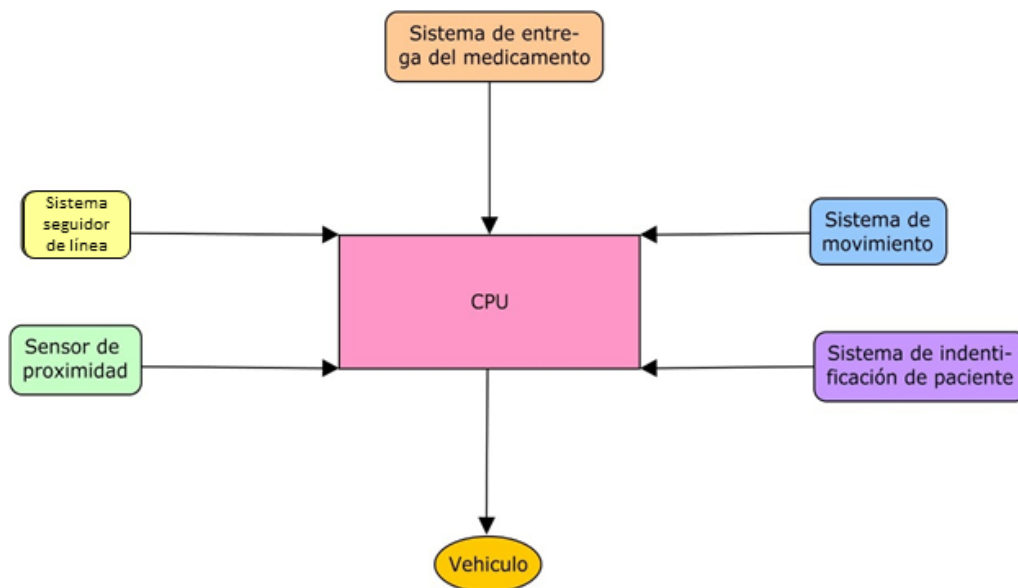 Sistema de entre-
ga del medicamento
Sistema
seguidor
de línea
Sistema de
movimiento
CPU
Sensor de
proximidad
Sistema de indenti-
ficación de paciente
Vehiculo